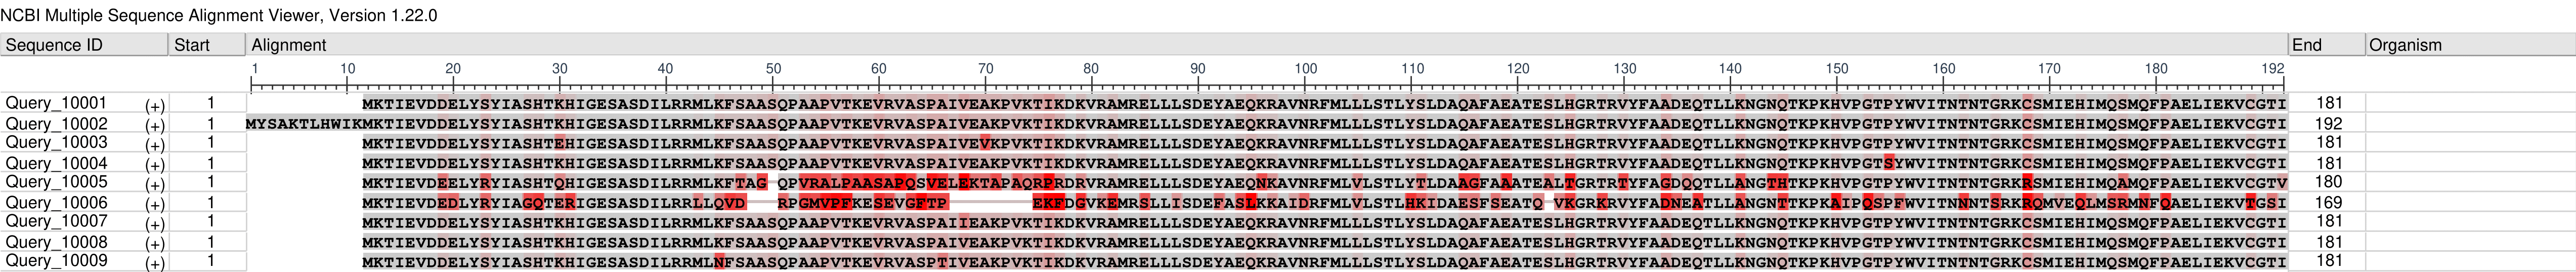 NCBI Multiple Sequence Alignment Viewer, Version 1.22.0
Sequence ID Start Alignment End Organism
1 10 20 30 40 50 60 70 80 90 100 110 120 130 140 150 160 170 180 192
Query_10001 (+) 1 MKTIEVDDELYSYIASHTKHIGESASDILRRMLKFSAASQPAAPVTKEVRVASPAIVEAKPVKTIKDKVRAMRELLLSDEYAEQKRAVNRFMLLLSTLYSLDAQAFAEATESLHGRTRVYFAADEQTLLKNGNQTKPKHVPGTPYWVITNTNTGRKCSMIEHIMQSMQFPAELIEKVCGTI 181
Query_10002 (+) 1 MYSAKTLHWIKMKTIEVDDELYSYIASHTKHIGESASDILRRMLKFSAASQPAAPVTKEVRVASPAIVEAKPVKTIKDKVRAMRELLLSDEYAEQKRAVNRFMLLLSTLYSLDAQAFAEATESLHGRTRVYFAADEQTLLKNGNQTKPKHVPGTPYWVITNTNTGRKCSMIEHIMQSMQFPAELIEKVCGTI 192
Query_10003 (+) 1 MKTIEVDDELYSYIASHTEHIGESASDILRRMLKFSAASQPAAPVTKEVRVASPAIVEVKPVKTIKDKVRAMRELLLSDEYAEQKRAVNRFMLLLSTLYSLDAQAFAEATESLHGRTRVYFAADEQTLLKNGNQTKPKHVPGTPYWVITNTNTGRKCSMIEHIMQSMQFPAELIEKVCGTI 181
Query_10004 (+) 1 MKTIEVDDELYSYIASHTKHIGESASDILRRMLKFSAASQPAAPVTKEVRVASPAIVEAKPVKTIKDKVRAMRELLLSDEYAEQKRAVNRFMLLLSTLYSLDAQAFAEATESLHGRTRVYFAADEQTLLKNGNQTKPKHVPGTSYWVITNTNTGRKCSMIEHIMQSMQFPAELIEKVCGTI 181
Query_10005 (+) 1 MKTIEVDEELYRYIASHTQHIGESASDILRRMLKFTAG QPVRALPAASAPQSVELEKTAPAQRPRDRVRAMRELLLSDEYAEQNKAVNRFMLVLSTLYTLDAAGFAAATEALTGRTRTYFAGDQQTLLANGTHTKPKHVPGTPYWVITNTNTGRKRSMIEHIMQAMQFPAELIEKVCGTV 180
Query_10006 (+) 1 MKTIEVDEDLYRYIAGQTERIGESASDILRRLLQVD RPGMVPFKESEVGFTP EKFDGVKEMRSLLISDEFASLKKAIDRFMLVLSTLHKIDAESFSEATQ VKGRKRVYFADNEATLLANGNTTKPKAIPQSPFWVITNNNTSRKRQMVEQLMSRMNFQAELIEKVTGSI 169
Query_10007 (+) 1 MKTIEVDDELYSYIASHTKHIGESASDILRRMLKFSAASQPAAPVTKEVRVASPAIIEAKPVKTIKDKVRAMRELLLSDEYAEQKRAVNRFMLLLSTLYSLDAQAFAEATESLHGRTRVYFAADEQTLLKNGNQTKPKHVPGTPYWVITNTNTGRKCSMIEHIMQSMQFPAELIEKVCGTI 181
Query_10008 (+) 1 MKTIEVDDELYSYIASHTKHIGESASDILRRMLKFSAASQPAAPVTKEVRVASPAIVEAKPVKTIKDKVRAMRELLLSDEYAEQKRAVNRFMLLLSTLYSLDAQAFAEATESLHGRTRVYFAADEQTLLKNGNQTKPKHVPGTPYWVITNTNTGRKCSMIEHIMQSMQFPAELIEKVCGTI 181
Query_10009 (+) 1 MKTIEVDDELYSYIASHTKHIGESASDILRRMLNFSAASQPAAPVTKEVRVASPTIVEAKPVKTIKDKVRAMRELLLSDEYAEQKRAVNRFMLLLSTLYSLDAQAFAEATESLHGRTRVYFAADEQTLLKNGNQTKPKHVPGTPYWVITNTNTGRKCSMIEHIMQSMQFPAELIEKVCGTI 181